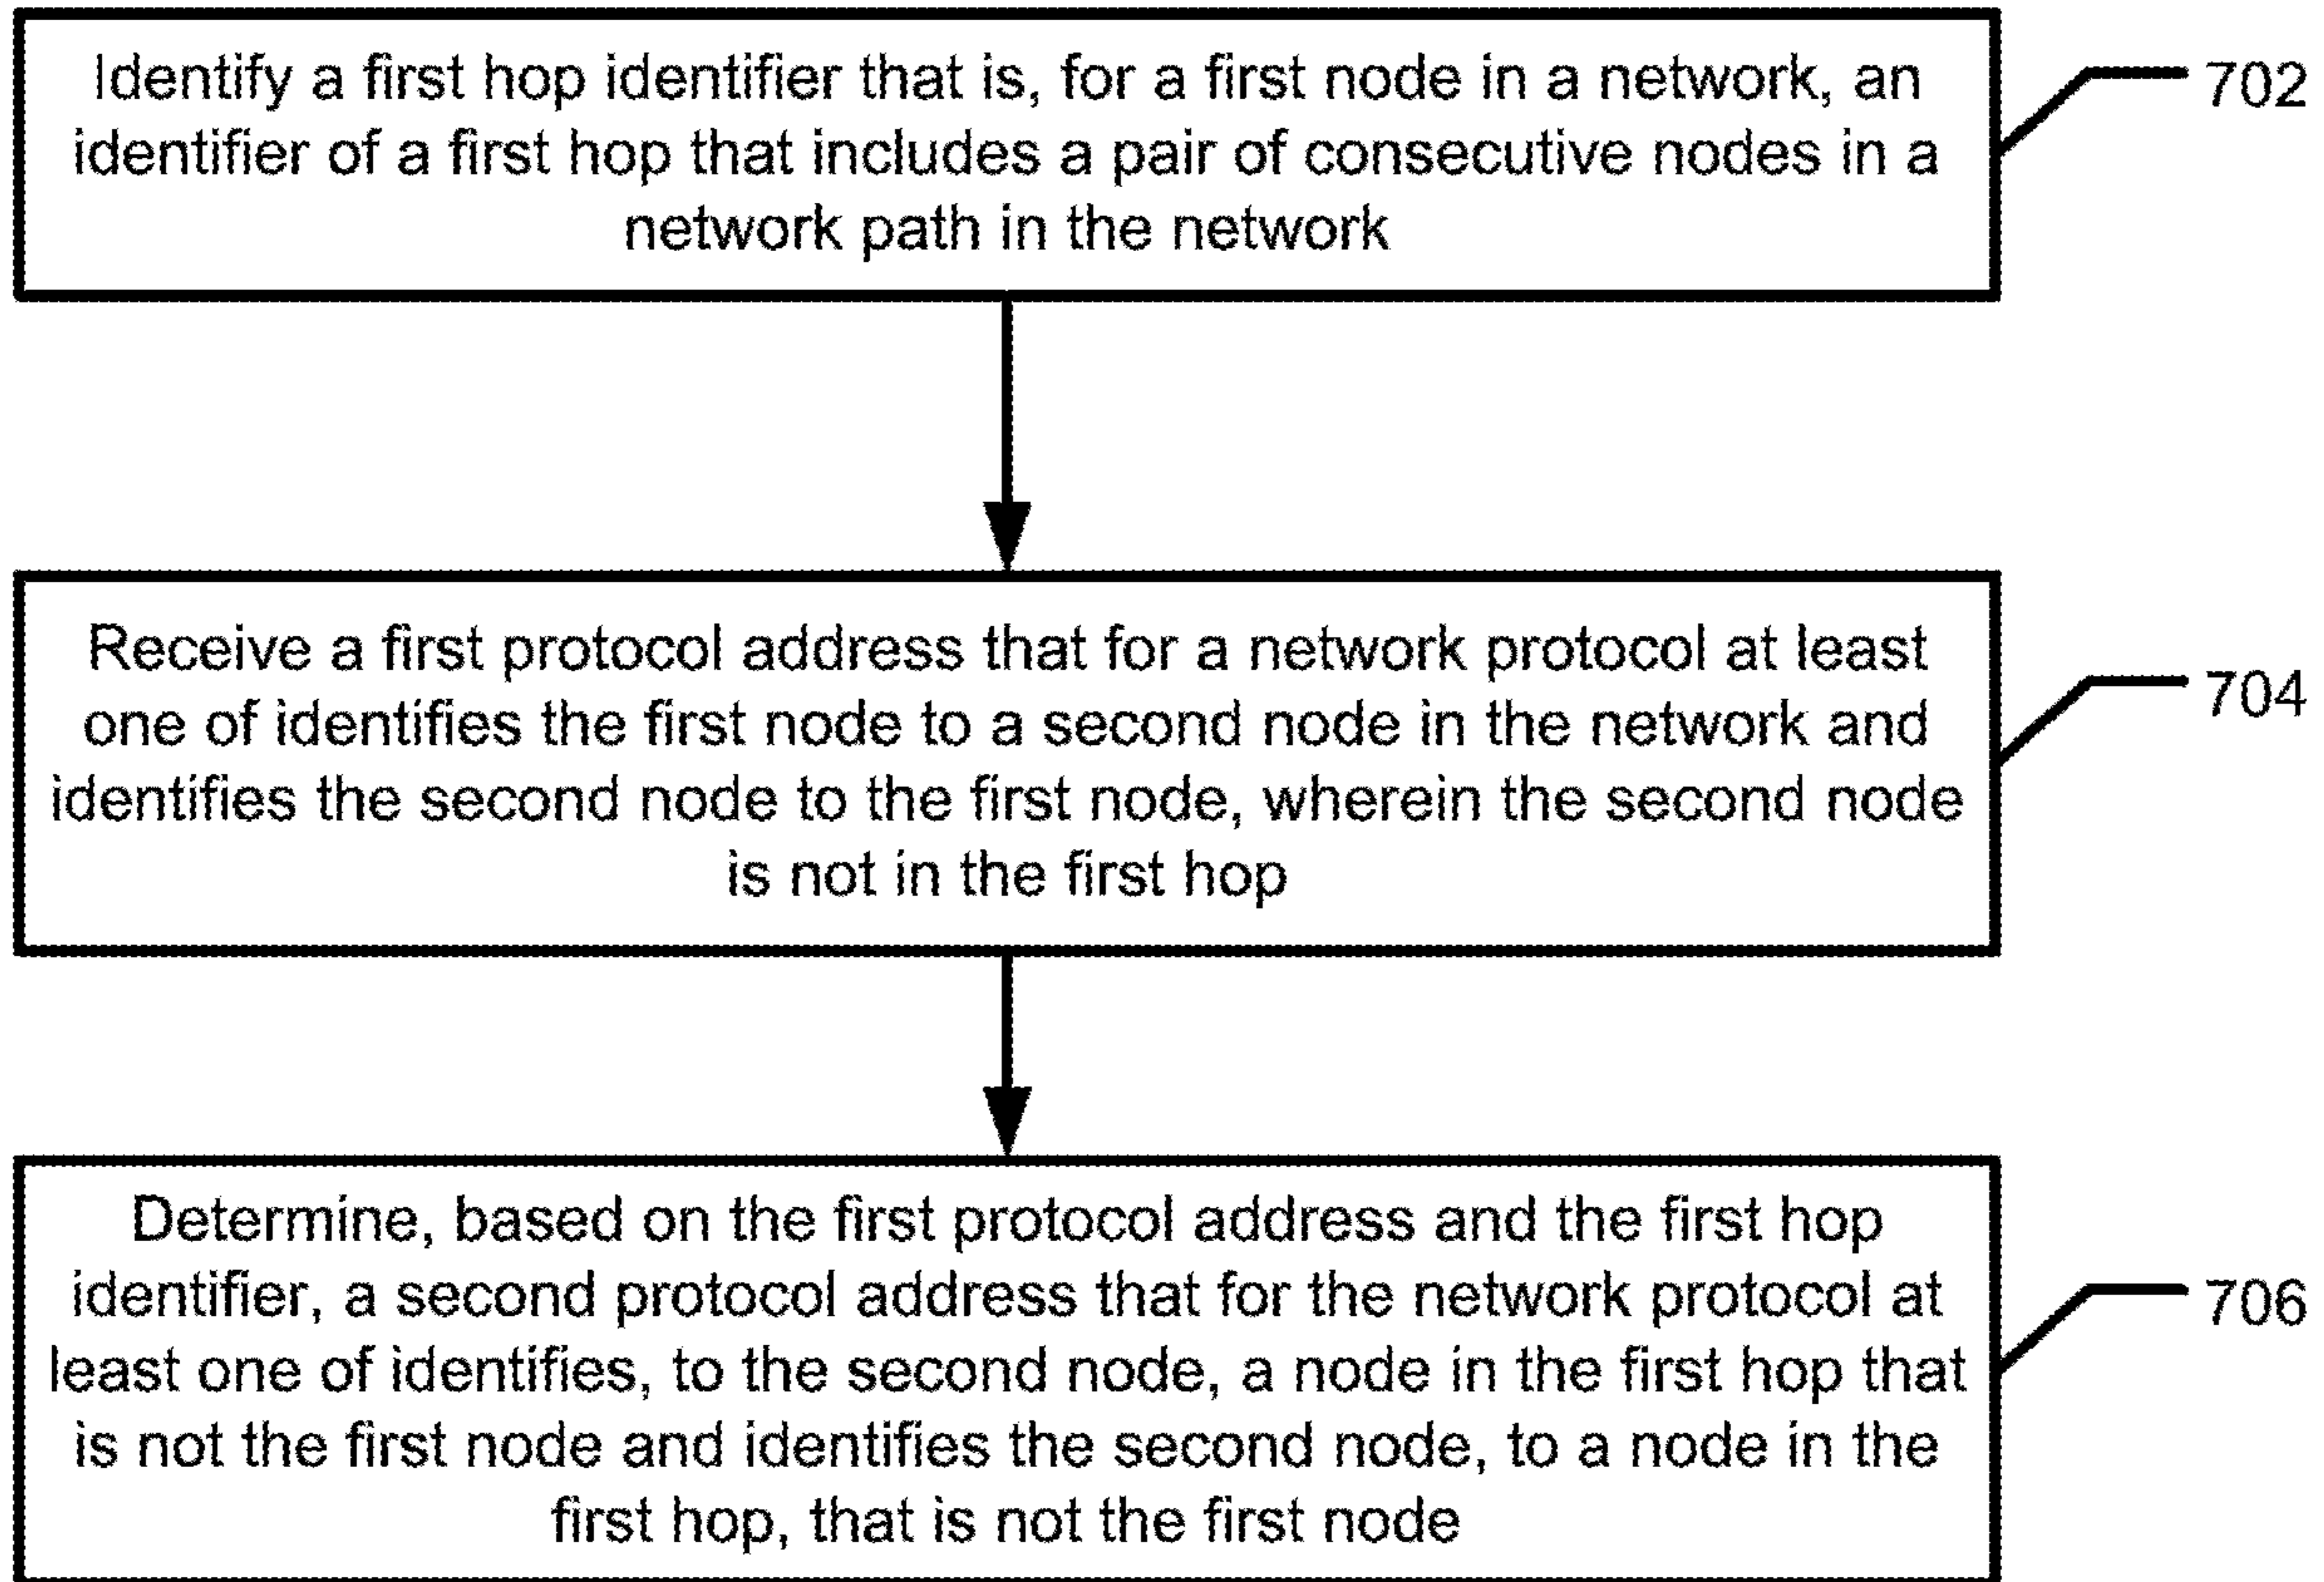 Identify a first hop identifier that is, for a first node in a network, an
identifier of a first hop that includes a pair of consecutive nodes in a
network path in the network
702
Receive a first protocol address that for a network protocol at least
one of identifies the first node to a second node in the network and
identifies the second node to the first node, wherein the second node
is not in the first hop
704
Determine, based on the first protocol address and the first hop
identifier, a second protocol address that for the network protocol at
least one of identifies, to the second node, a node in the first hop that
is not the first node and identifies the second node, to a node in the
first hop, that is not the first node
706